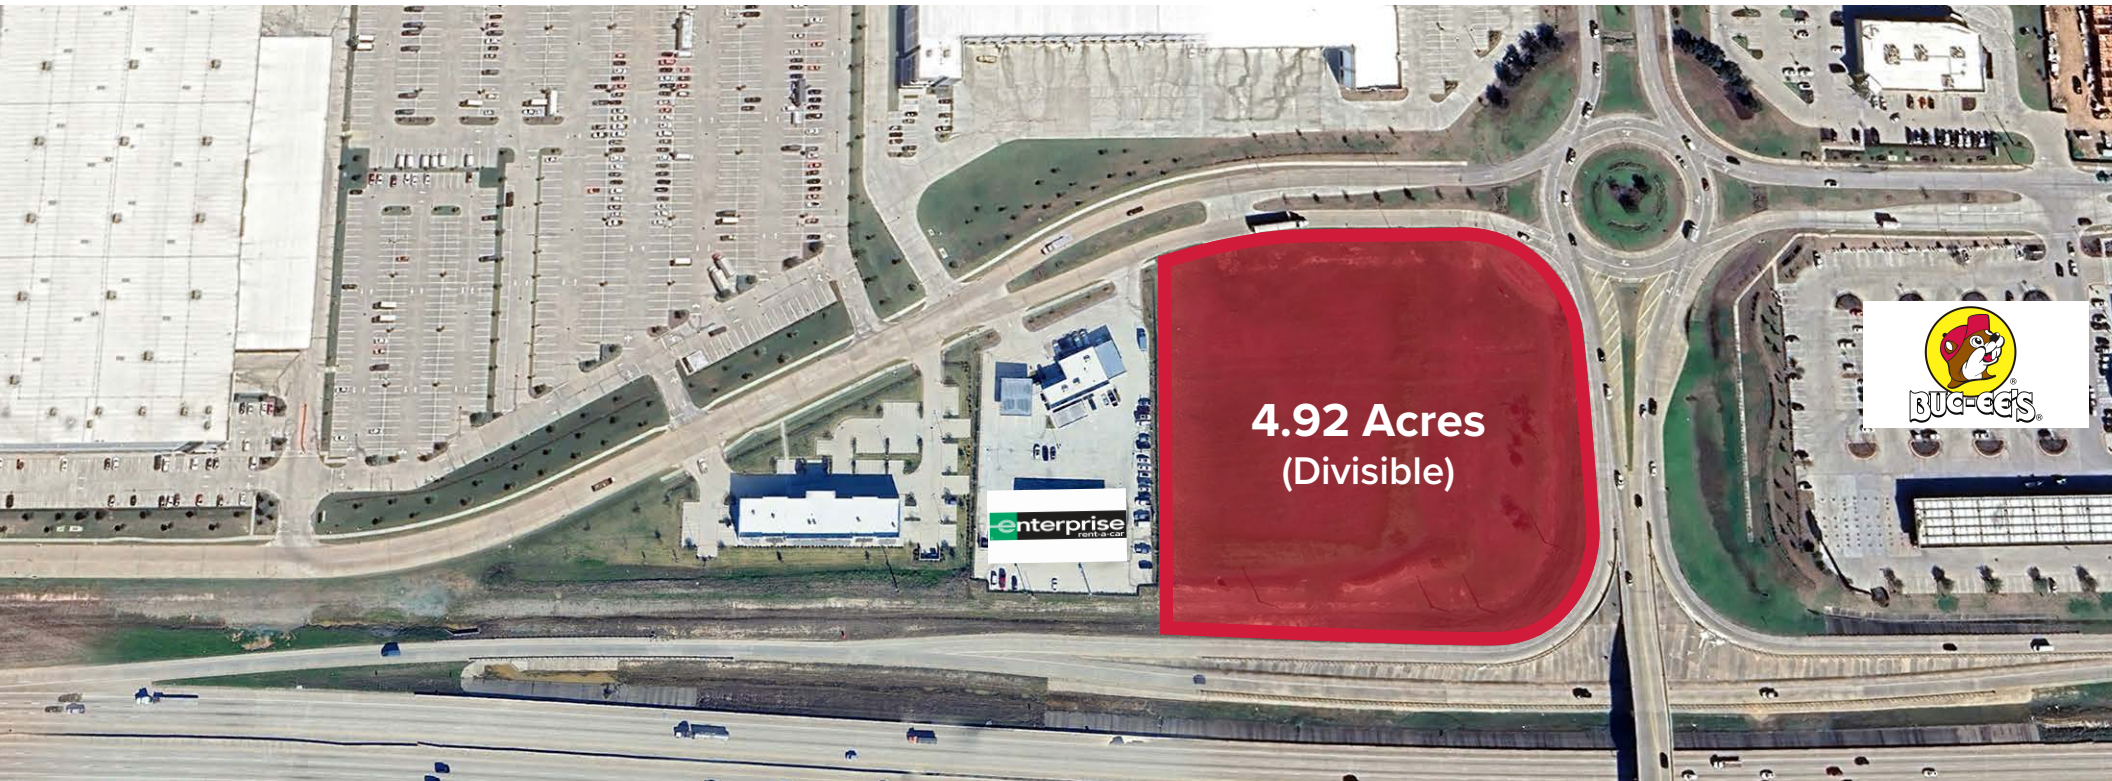 4.92 Acres
(Divisible)
BUC-EE'S®
enterprise
rent-a-car